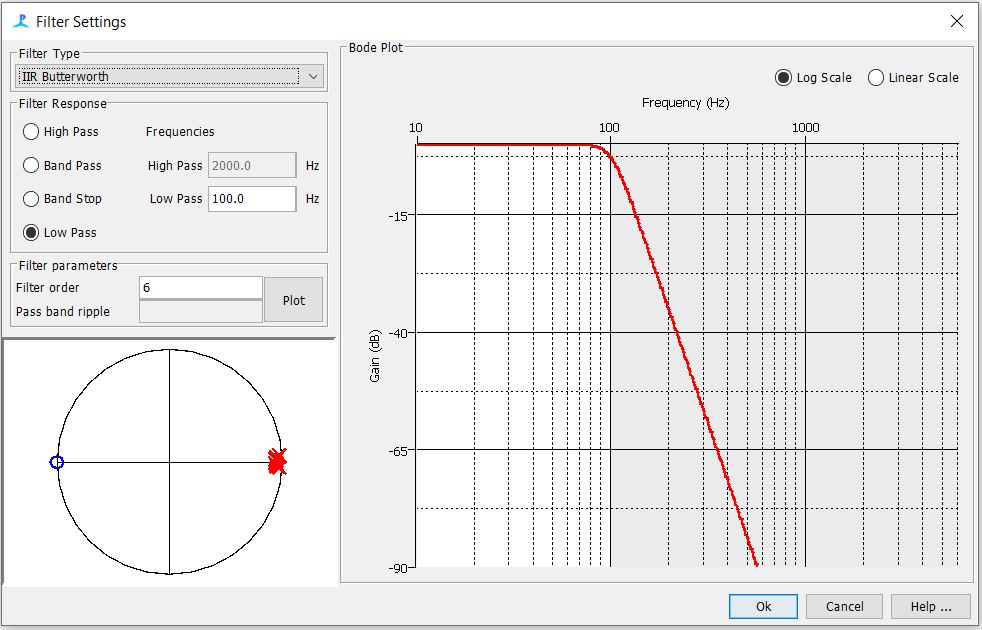 Filter Settings
Filter Type
IIR Butterworth
Filter Response
High Pass
Frequencies
Band Pass
High Pass 2000.0 Hz
Band Stop
Low Pass 100.0 Hz
Low Pass
Filter parameters
Filter order 6
Pass band ripple
Plot
Bode Plot
Log Scale
Linear Scale
Frequency (Hz)
10 100 1000
Gain (dB)
-15
-40
-65
-90
Ok
Cancel
Help ...